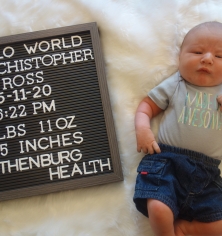 LO WORLD
CHISTOPHER
ROSS
5-11-20
6:22 PM
LBS 11OZ
5 INCHES
THENBURG
HEALTH